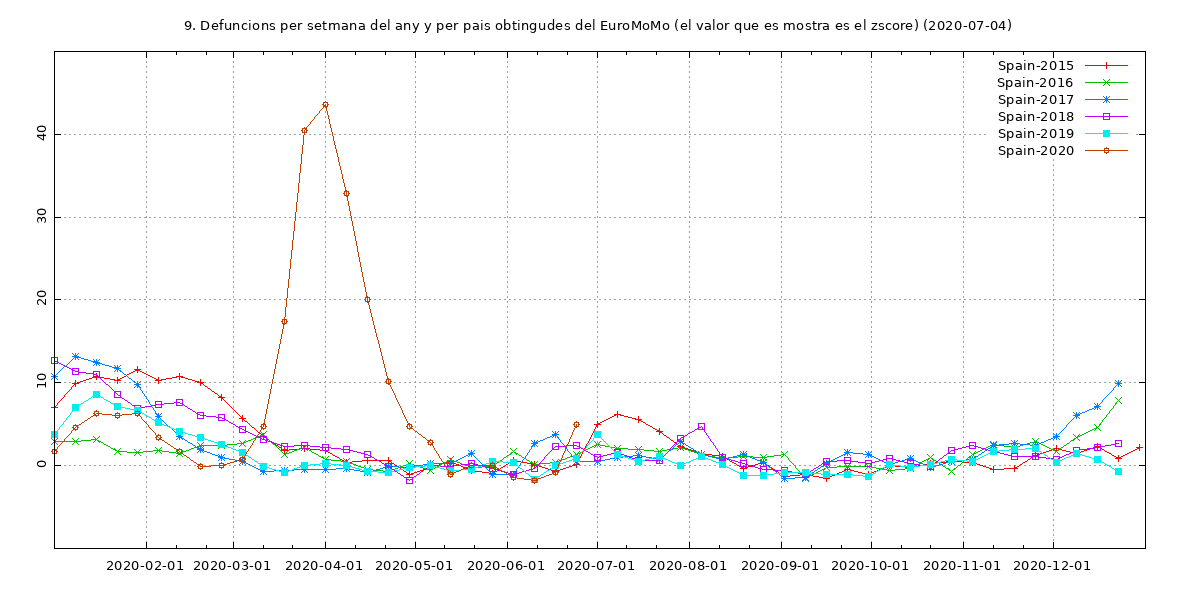 9. Defuncions per setmana del any y per pais obtingudes del EuroMoMo (el valor que es mostra es el zscore) (2020-07-04)
Spain-2015
Spain-2016
Spain-2017
Spain-2018
Spain-2019
Spain-2020
40
30
20
10
0
2020-02-01 2020-03-01 2020-04-01 2020-05-01 2020-06-01 2020-07-01 2020-08-01 2020-09-01 2020-10-01 2020-11-01 2020-12-01